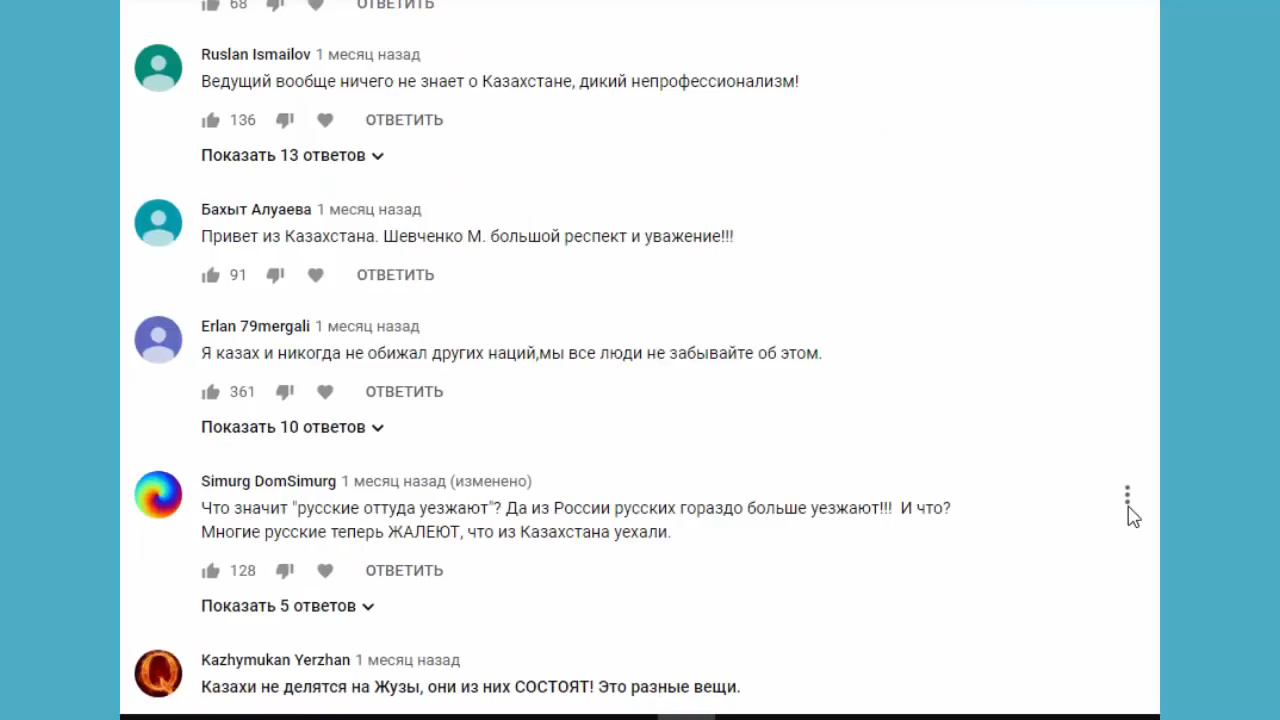 68 ОТВЕТИТЬ
Ruslan Ismailov 1 месяц назад
Ведущий вообще ничего не знает о Казахстане, дикий непрофессионализм!
136 ОТВЕТИТЬ
Показать 13 ответов
Бахыт Алуаева 1 месяц назад
Привет из Казахстана. Шевченко М. большой респект и уважение!!!
91 ОТВЕТИТЬ
Erlan 79mergali 1 месяц назад
Я казах и никогда не обижал других наций,мы все люди не забывайте об этом.
361 ОТВЕТИТЬ
Показать 10 ответов
Simurg DomSimurg 1 месяц назад (изменено)
Что значит "русские оттуда уезжают"? Да из России русских гораздо больше уезжают!!! И что?
Многие русские теперь ЖАЛЕЮТ, что из Казахстана уехали.
128 ОТВЕТИТЬ
Показать 5 ответов
Kazhymukan Yerzhan 1 месяц назад
Казахи не делятся на Жузы, они из них СОСТОЯТ! Это разные вещи.